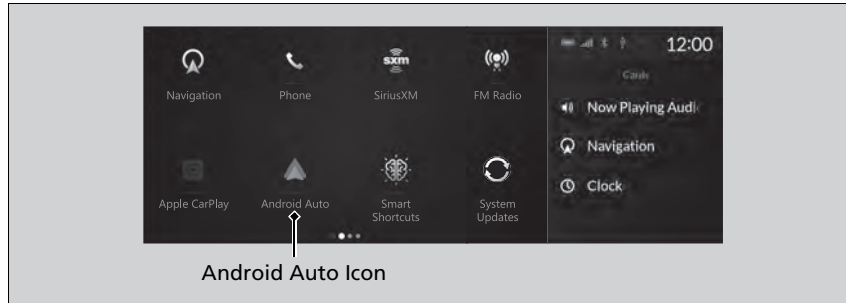 12:00
Cards
Navigation
Phone
sxm
SiriusXM
FM Radio
Now Playing Audi
Navigation
Clock
Apple CarPlay
Android Auto
Smart
Shortcuts
System
Updates
Android Auto Icon